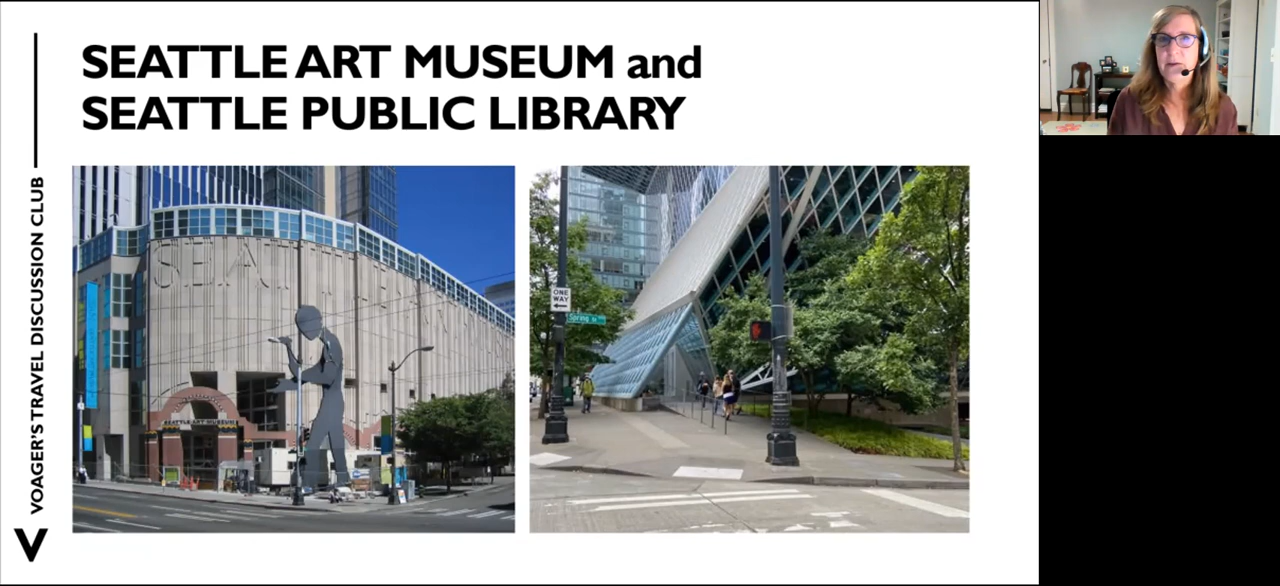 SEATTLE ART MUSEUM and
SEATTLE PUBLIC LIBRARY
VOAGER'S TRAVEL DISCUSSION CLUB
V
SEATTLE ART MUSEUM
ONE
WAY
Spring St